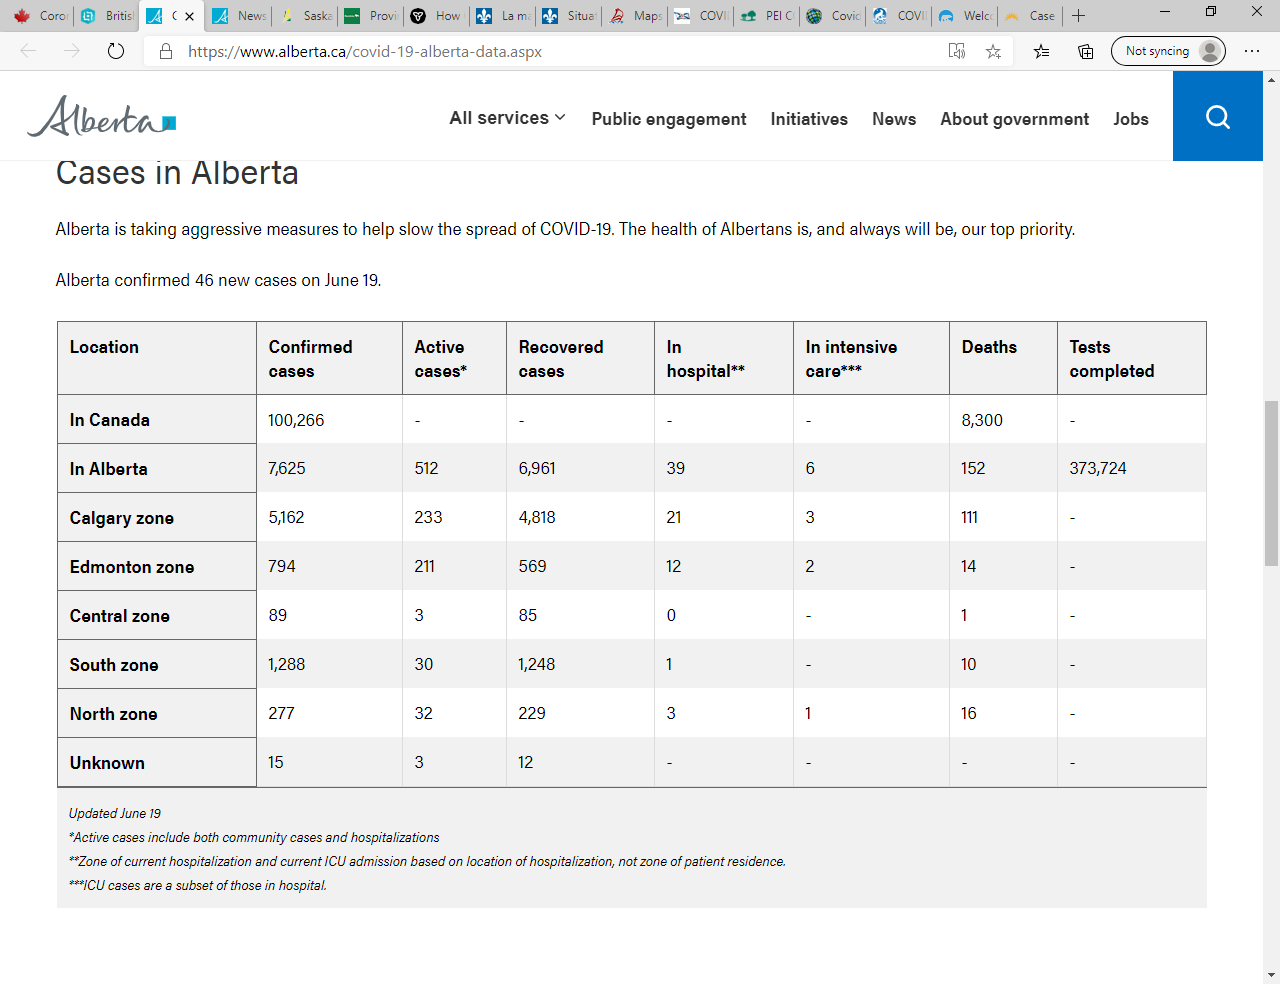 Coror
British
C
News
Saska
Provin
How
La ma
Situat
Maps
COVI
PEI C
Covid
COVI
Welco
Case
https://www.alberta.ca/covid-19-alberta-data.aspx
Not syncing
Alberta
All services
Public engagement
Initiatives
News
About government
Jobs
Cases in Alberta
Alberta is taking aggressive measures to help slow the spread of COVID-19. The health of Albertans is, and always will be, our top priority.
Alberta confirmed 46 new cases on June 19.
Location Confirmed cases Active cases* Recovered cases In hospital** In intensive care*** Deaths Tests completed
In Canada 100,266 - - - - 8,300 -
In Alberta 7,625 512 6,961 39 6 152 373,724
Calgary zone 5,162 233 4,818 21 3 111 -
Edmonton zone 794 211 569 12 2 14 -
Central zone 89 3 85 0 - 1 -
South zone 1,288 30 1,248 1 - 10 -
North zone 277 32 229 3 1 16 -
Unknown 15 3 12 - - - -
Updated June 19
*Active cases include both community cases and hospitalizations
**Zone of current hospitalization and current ICU admission based on location of hospitalization, not zone of patient residence.
***ICU cases are a subset of those in hospital.